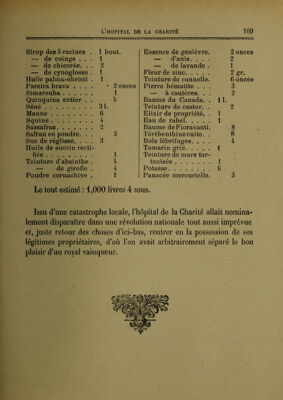 L'HOPITAL DE LA CHARITÉ 109
Sirop des 5 racines . 1 bout.
— de coings . . . 1
— de chicorée. . . 2
— de cynoglosse . 1
Huile palma-christi . 1
Pareira brava . . . . 2 onces
Simarouba . . . . . . 1
Quinquina entier . . 5
Séné . . . . . . . . 3 l.
Manne . . . . . . . . 6
Squine . . . . . . . . 4
Sassafras. . . . . . . 2
Safran en poudre. . . 3
Suc de réglisse. . . . 3
Huile de succin recti-
fiée . . . . . . . . . 1
Teinture d'absinthe . 4
— de girofle . 4
Poudre cornachive . 1
Essence de genièvre. 2 onces
— d'anis. . . . 2
— de lavande . 1
Fleur de zinc. . . . . 2 gr.
Teinture de cannelle. 6 onces
Pierre hématite . . . 3
— à cautères. . . 2
Baume du Canada. . 1 l.
Teinture de castor. . 2
Elixir de propriété. . 1
Eau de rabel. . . . . 1
Baume de Fioravanti. 8
Térébenthine cuite. . 8
Bols fébrifuges. . . . 4
Tamarin gris. . . . . 1
Teinture de mars tar-
tanisée . . . . . . . 1
Potasse. . . . . . . . 6
Panacée mercurielle. 3
Le tout estimé : 1,000 livres 4 sous.
Issu d'une catastrophe locale, l'hôpital de la Charité allait nomina-
lement disparaître dans une révolution nationale tout aussi imprévue
et, juste retour des choses d'ici-bas, rentrer en la possession de ses
légitimes propriétaires, d'où l'on avait arbitrairement séparé le bon
plaisir d'un royal vainqueur.